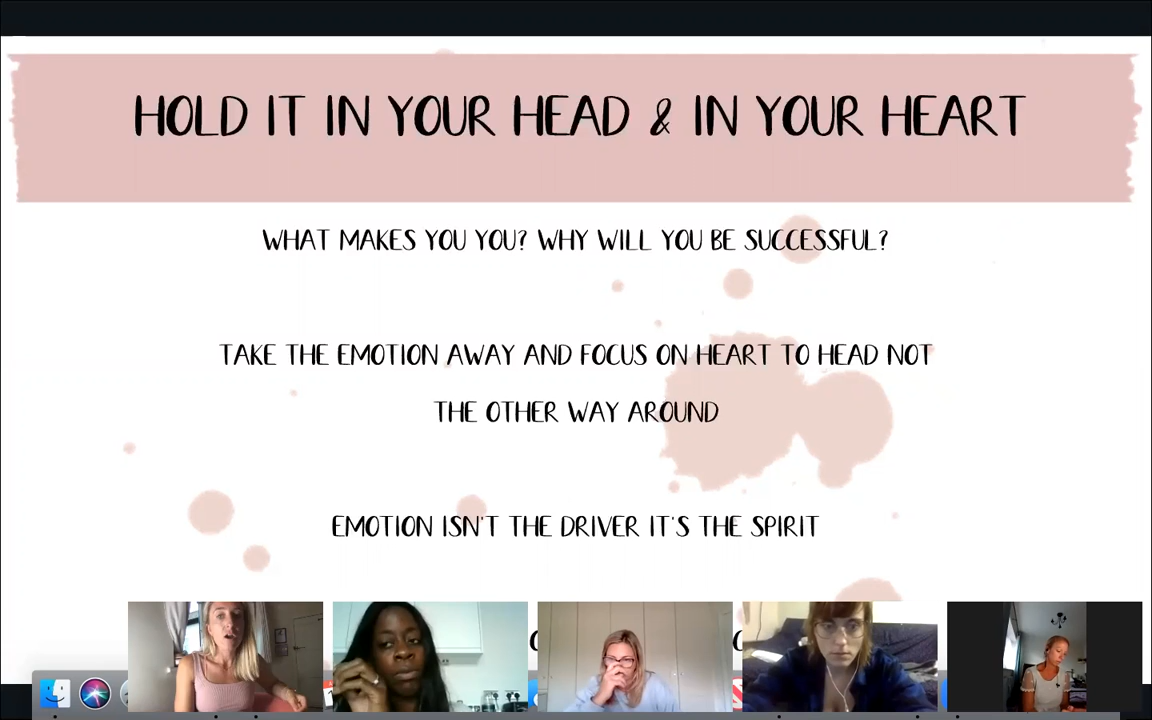 HOLD IT IN YOUR HEAD & IN YOUR HEART
WHAT MAKES YOU YOU? WHY WILL YOU BE SUCCESSFUL?
TAKE THE EMOTION AWAY AND FOCUS ON HEART TO HEAD NOT
THE OTHER WAY AROUND
EMOTION ISN'T THE DRIVER IT'S THE SPIRIT